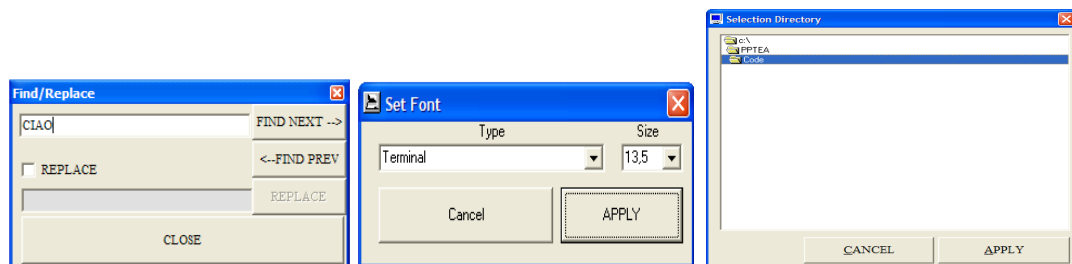 Find/Replace
CIAO
FIND NEXT -->
<--FIND PREV
REPLACE
REPLACE
CLOSE
Set Font
Type
Size
Terminal
13,5
Cancel
APPLY
Selection Directory
c:\
PPTEA
Code
CANCEL
APPLY